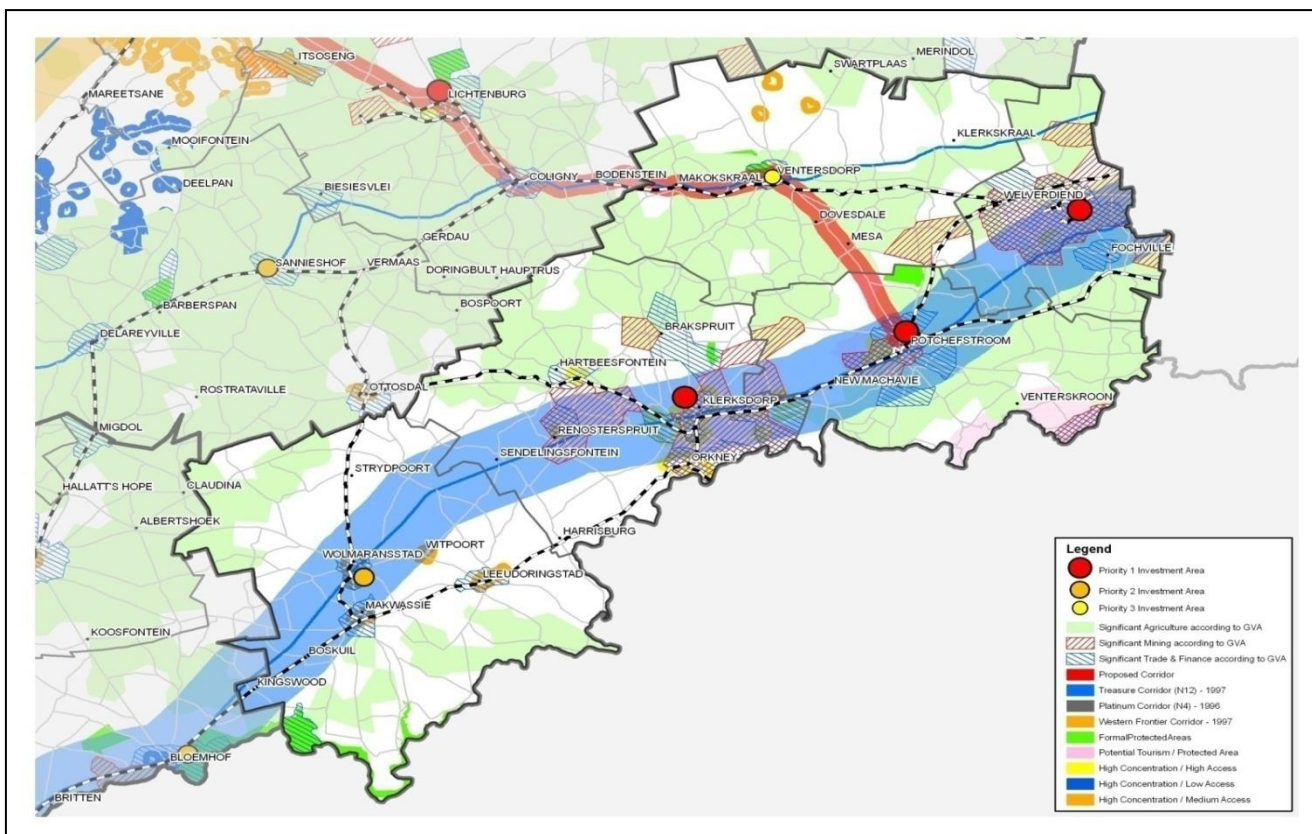 ITSOSENG
MERINDOL
SWARTPLAAS
MAREETSANE
LICHTENBURG
MOOIFONTEIN
KLERKSKRAAL
DEELPAN
BIESIESVLEI
COLIGNY
BODENSTEIN
MAKOKSKRAAL
VENTERSDORP
WELVERDIEND
DOVESDALE
GERDAU
MESA
FOCHVILLE
SANNIESHOF
VERMAAS
DORINGBULT
HAUPTRUS
BARBERSPAN
BOSPOORT
DELAREYVILLE
BRAKSPRUIT
POTCHEFSTROOM
HARTBEESFONTEIN
ROSTRATAVILLE
OTTOSDAL
NEW MACHAVIE
KLERKSDORP
VENTERSKROON
MIGDOL
RENOSTERSPRUIT
SENDELINGSFONTEIN
ORKNEY
STRYDPOORT
HALLATT'S HOPE
CLAUDINA
ALBERTSHOEK
HARRISBURG
WITPOORT
WOLMARANSSTAD
LEEUDORINGSTAD
MAKWASSIE
KOOSFONTEIN
BOSKUIL
KINGSWOOD
BLOEMHOF
BRITTEN
Legend
Priority 1 Investment Area
Priority 2 Investment Area
Priority 3 Investment Area
Significant Agriculture according to GVA
Significant Mining according to GVA
Significant Trade & Finance according to GVA
Proposed Corridor
Treasure Corridor (N12) - 1997
Platinum Corridor (N4) - 1996
Western Frontier Corridor - 1997
FormalProtectedAreas
Potential Tourism / Protected Area
High Concentration / High Access
High Concentration / Low Access
High Concentration / Medium Access